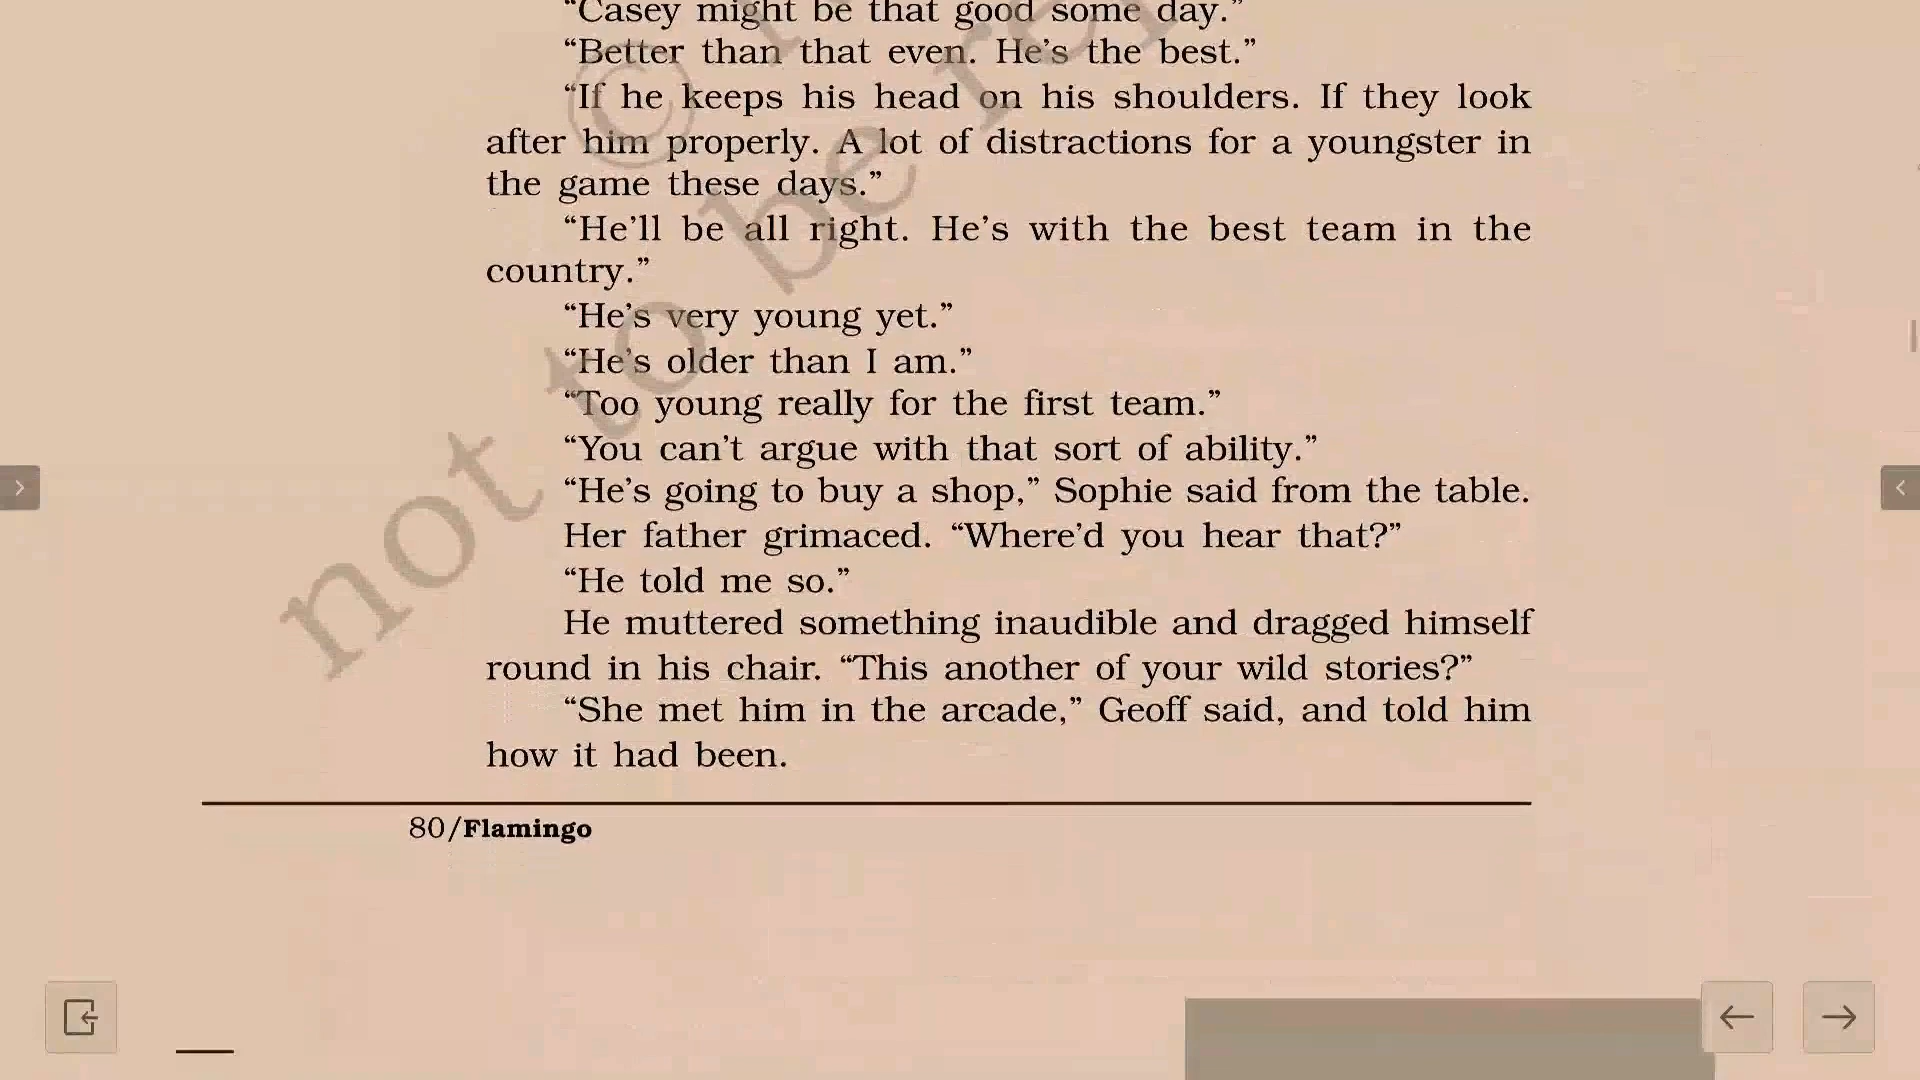 “Casey might be that good some day.”
“Better than that even. He’s the best.”
“If he keeps his head on his shoulders. If they look
after him properly. A lot of distractions for a youngster in
the game these days.”
“He’ll be all right. He’s with the best team in the
country.”
“He’s very young yet.”
“He’s older than I am.”
“Too young really for the first team.”
“You can’t argue with that sort of ability.”
“He’s going to buy a shop,” Sophie said from the table.
Her father grimaced. “Where’d you hear that?”
“He told me so.”
He muttered something inaudible and dragged himself
round in his chair. “This another of your wild stories?”
“She met him in the arcade,” Geoff said, and told him
how it had been.
80/Flamingo
©
not to be